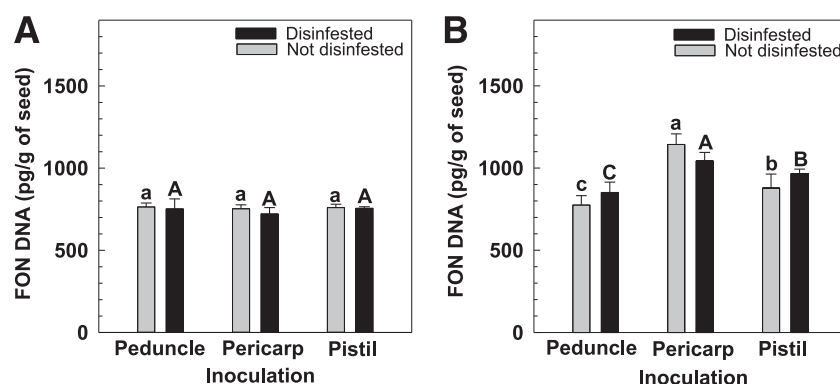 A
Disinfested
Not disinfested
FON DNA (pg/g of seed)
1500
1000
500
0
a A
a A
a A
Peduncle Pericarp Pistil
Inoculation
B
Disinfested
Not disinfested
FON DNA (pg/g of seed)
1500
1000
500
0
c C
a A
b B
Peduncle Pericarp Pistil
Inoculation